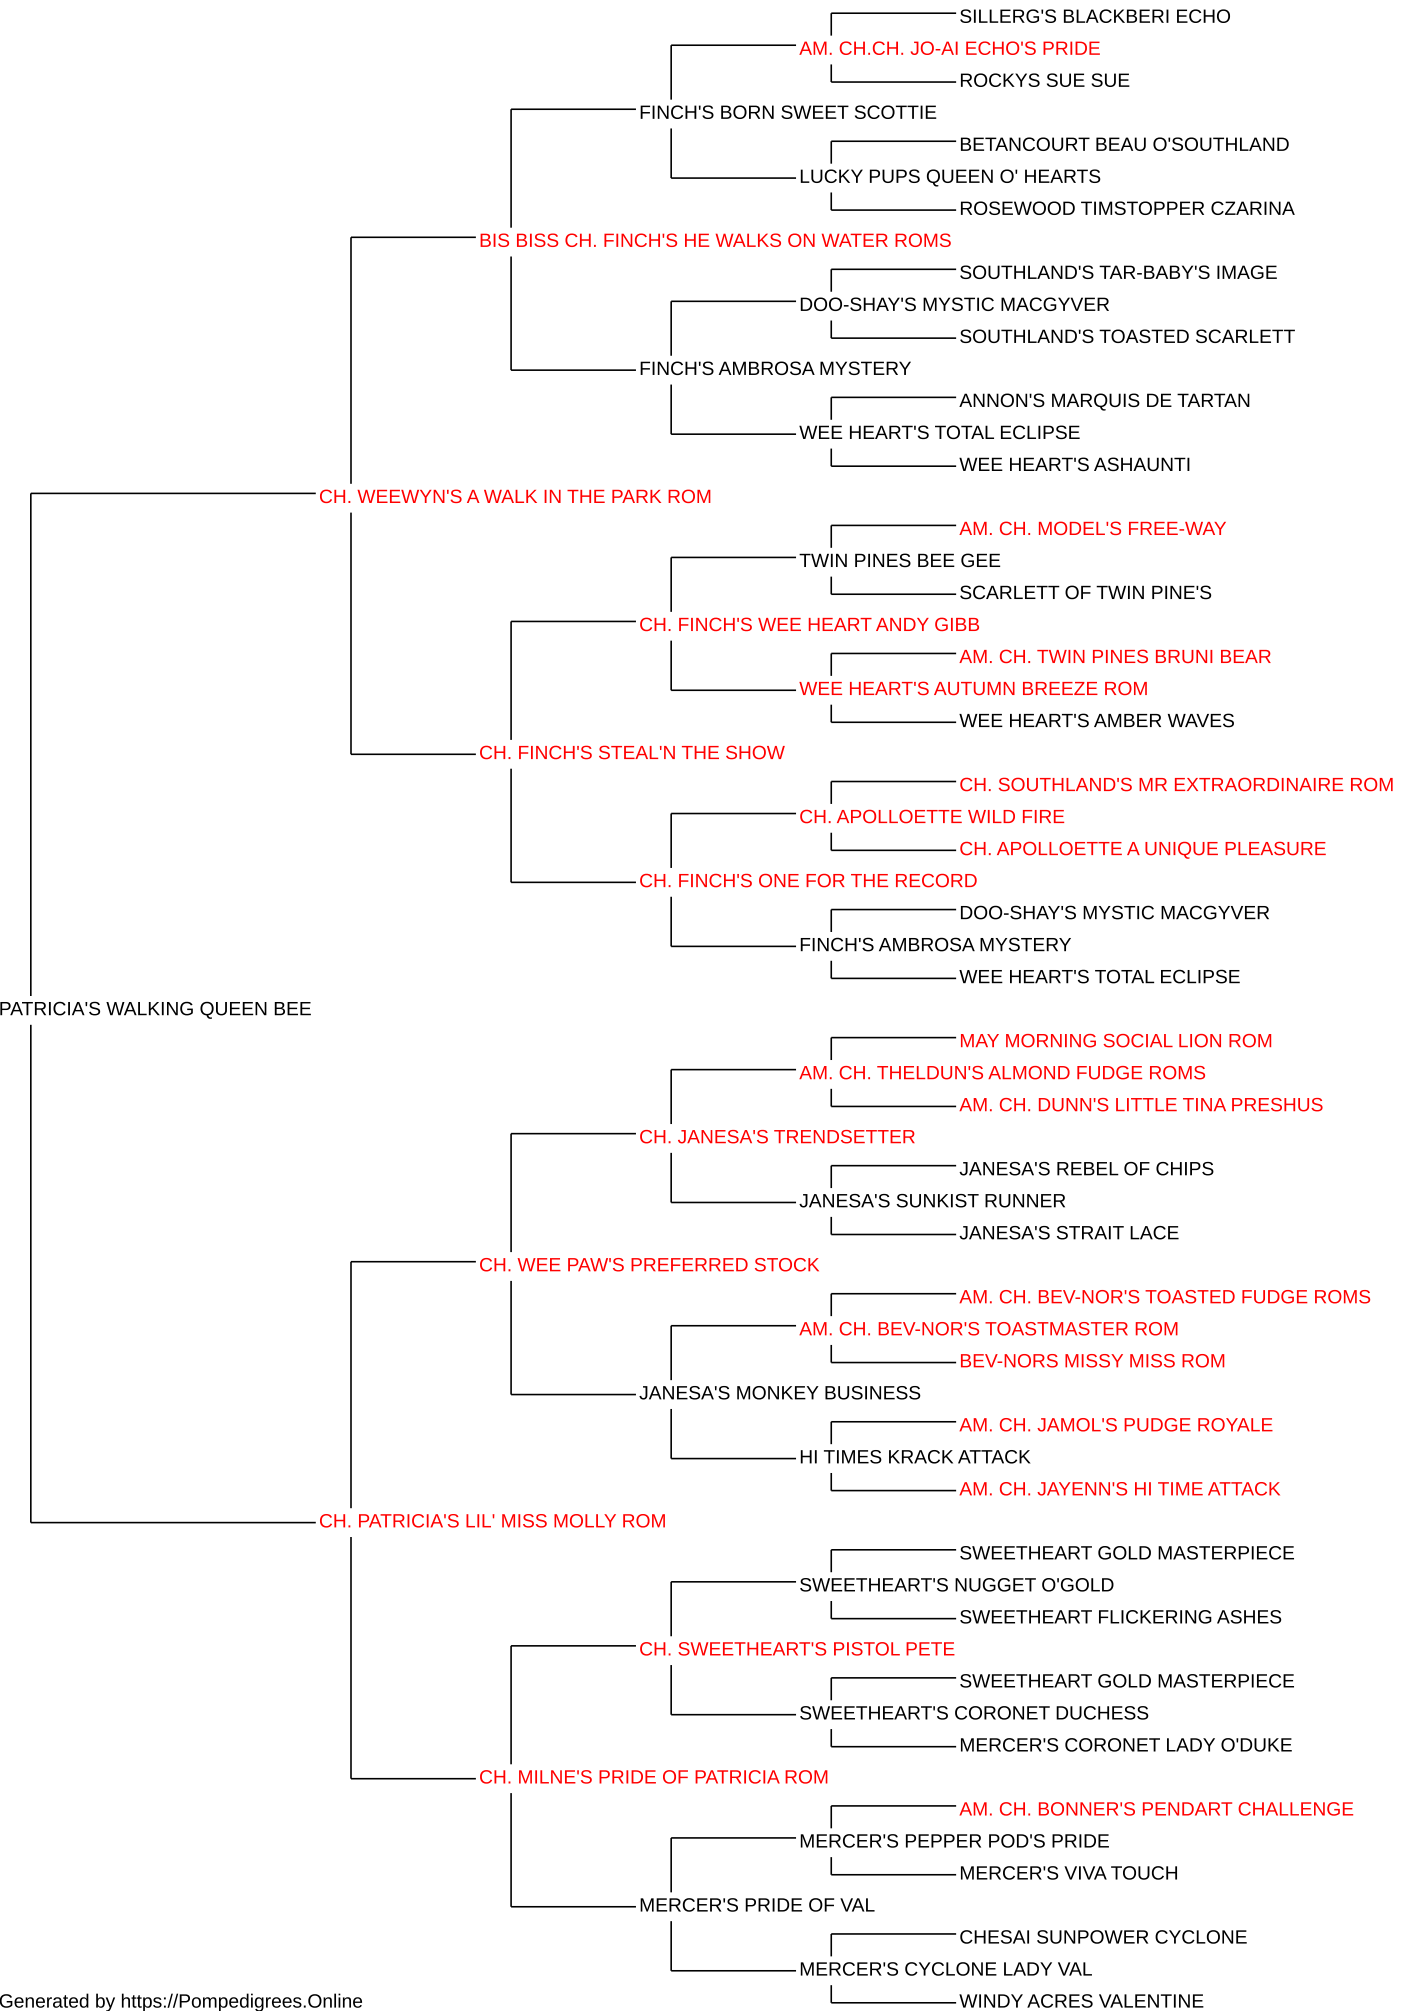 SILLERG'S BLACKBERI ECHO
AM. CH.CH. JO-AI ECHO'S PRIDE
ROCKYS SUE SUE
FINCH'S BORN SWEET SCOTTIE
BETANCOURT BEAU O'SOUTHLAND
LUCKY PUPS QUEEN O' HEARTS
ROSEWOOD TIMSTOPPER CZARINA
BIS BISS CH. FINCH'S HE WALKS ON WATER ROMS
SOUTHLAND'S TAR-BABY'S IMAGE
DOO-SHAY'S MYSTIC MACGYVER
SOUTHLAND'S TOASTED SCARLETT
FINCH'S AMBROSA MYSTERY
ANNON'S MARQUIS DE TARTAN
WEE HEART'S TOTAL ECLIPSE
WEE HEART'S ASHAUNTI
CH. WEEWYN'S A WALK IN THE PARK ROM
AM. CH. MODEL'S FREE-WAY
TWIN PINES BEE GEE
SCARLETT OF TWIN PINE'S
CH. FINCH'S WEE HEART ANDY GIBB
AM. CH. TWIN PINES BRUNI BEAR
WEE HEART'S AUTUMN BREEZE ROM
WEE HEART'S AMBER WAVES
CH. FINCH'S STEAL'N THE SHOW
CH. SOUTHLAND'S MR EXTRAORDINAIRE ROM
CH. APOLLOETTE WILD FIRE
CH. APOLLOETTE A UNIQUE PLEASURE
CH. FINCH'S ONE FOR THE RECORD
DOO-SHAY'S MYSTIC MACGYVER
FINCH'S AMBROSA MYSTERY
WEE HEART'S TOTAL ECLIPSE
PATRICIA'S WALKING QUEEN BEE
MAY MORNING SOCIAL LION ROM
AM. CH. THELDUN'S ALMOND FUDGE ROMS
AM. CH. DUNN'S LITTLE TINA PRESHUS
CH. JANESA'S TRENDSETTER
JANESA'S REBEL OF CHIPS
JANESA'S SUNKIST RUNNER
JANESA'S STRAIT LACE
CH. WEE PAW'S PREFERRED STOCK
AM. CH. BEV-NOR'S TOASTED FUDGE ROMS
AM. CH. BEV-NOR'S TOASTMASTER ROM
BEV-NORS MISSY MISS ROM
JANESA'S MONKEY BUSINESS
AM. CH. JAMOL'S PUDGE ROYALE
HI TIMES KRACK ATTACK
AM. CH. JAYENN'S HI TIME ATTACK
CH. PATRICIA'S LIL' MISS MOLLY ROM
SWEETHEART GOLD MASTERPIECE
SWEETHEART'S NUGGET O'GOLD
SWEETHEART FLICKERING ASHES
CH. SWEETHEART'S PISTOL PETE
SWEETHEART GOLD MASTERPIECE
SWEETHEART'S CORONET DUCHESS
MERCER'S CORONET LADY O'DUKE
CH. MILNE'S PRIDE OF PATRICIA ROM
AM. CH. BONNER'S PENDART CHALLENGE
MERCER'S PEPPER POD'S PRIDE
MERCER'S VIVA TOUCH
MERCER'S PRIDE OF VAL
CHESAI SUNPOWER CYCLONE
MERCER'S CYCLONE LADY VAL
WINDY ACRES VALENTINE
Generated by https://Pompedigrees.Online